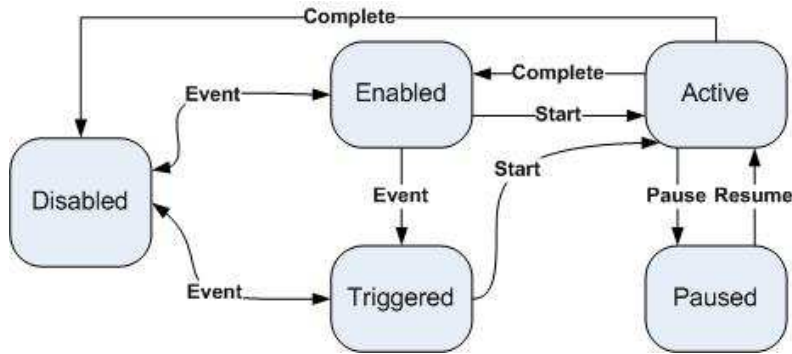 Complete
Event
Enabled
Complete
Active
Start
Disabled
Event
Start
Pause
Resume
Event
Triggered
Paused